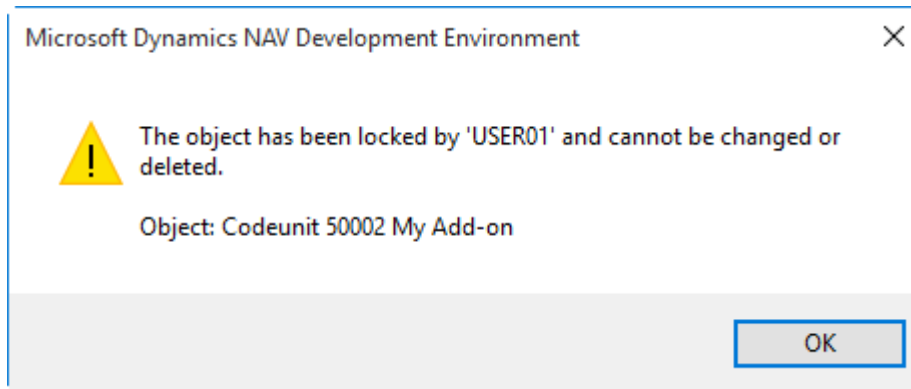 Microsoft Dynamics NAV Development Environment
The object has been locked by 'USER01' and cannot be changed or
deleted.
Object: Codeunit 50002 My Add-on
OK